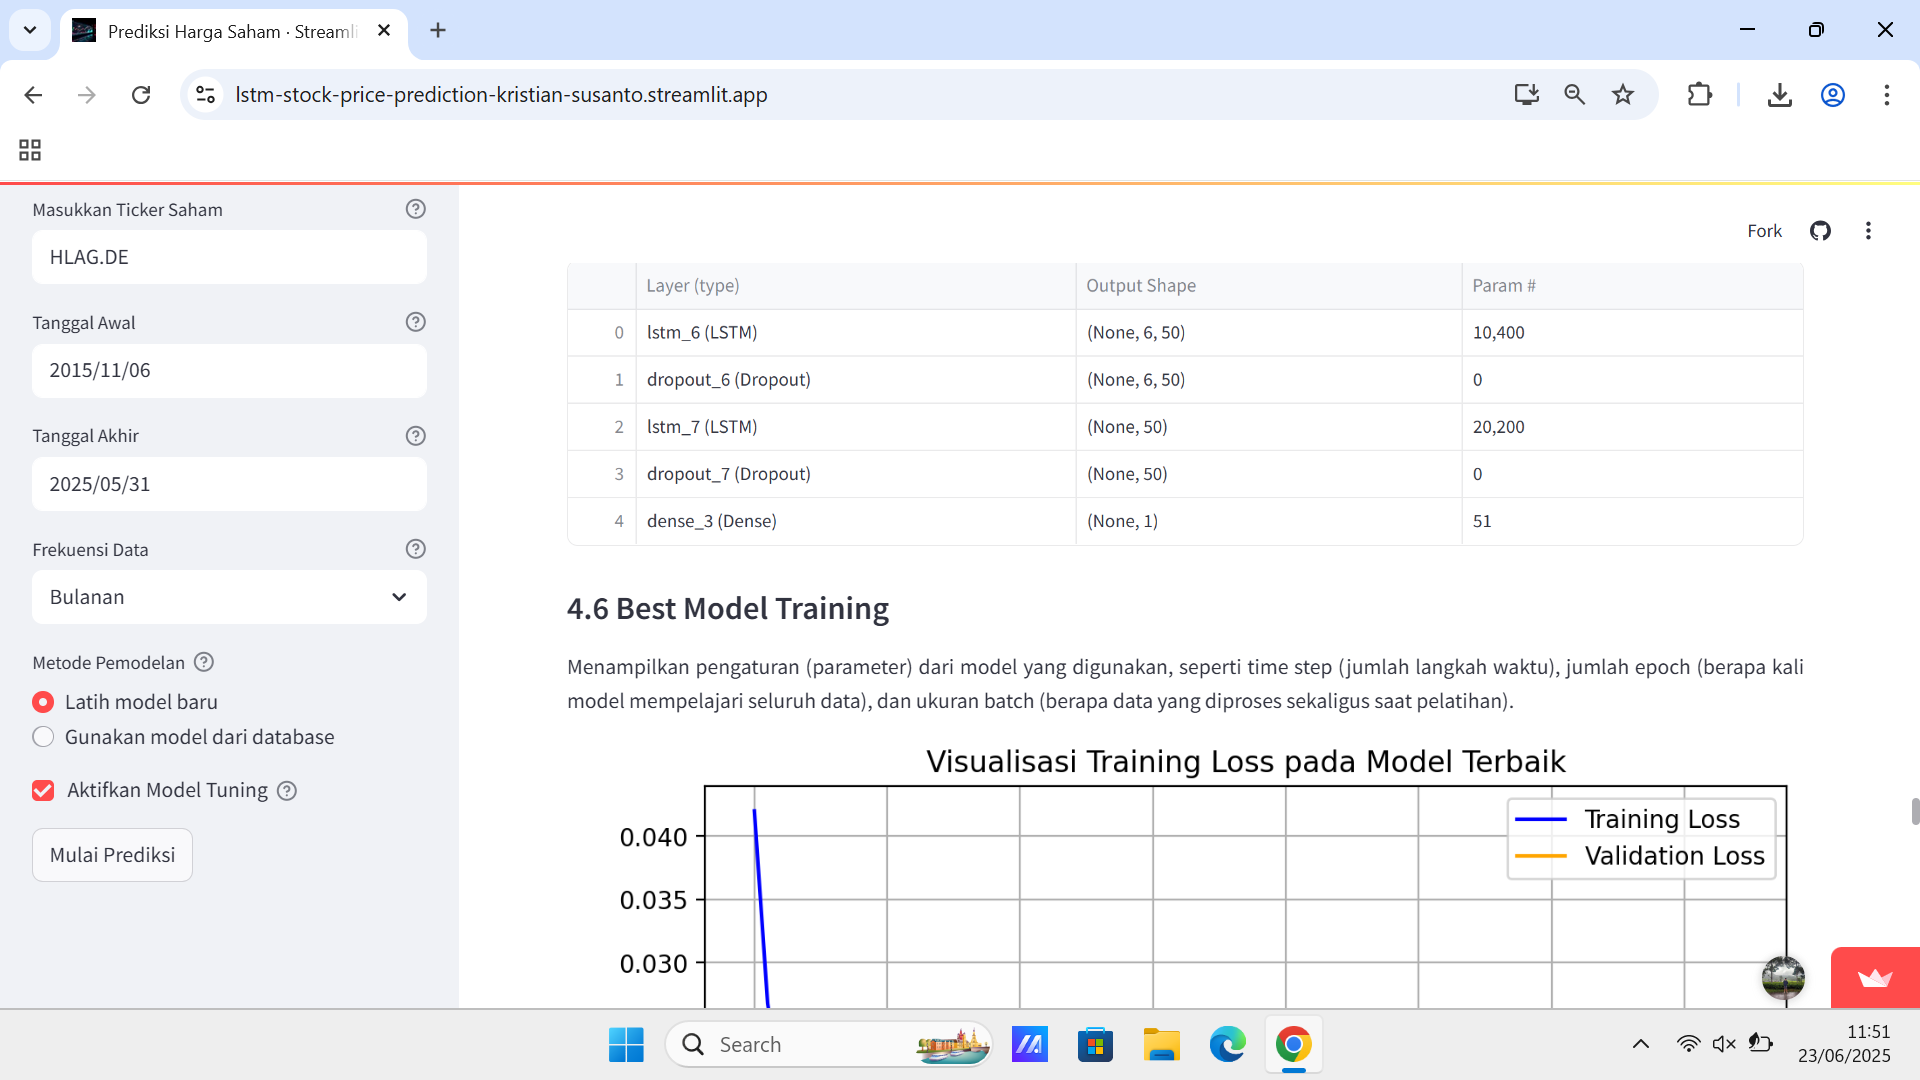 Prediksi Harga Saham · Streamli
lstm-stock-price-prediction-kristian-susanto.streamlit.app
Masukkan Ticker Saham
HLAG.DE
Tanggal Awal
2015/11/06
Tanggal Akhir
2025/05/31
Frekuensi Data
Bulanan
Metode Pemodelan
Latih model baru
Gunakan model dari database
Aktifkan Model Tuning
Mulai Prediksi
Fork
Layer (type) Output Shape Param #
0 lstm_6 (LSTM) (None, 6, 50) 10,400
1 dropout_6 (Dropout) (None, 6, 50) 0
2 lstm_7 (LSTM) (None, 50) 20,200
3 dropout_7 (Dropout) (None, 50) 0
4 dense_3 (Dense) (None, 1) 51
4.6 Best Model Training
Menampilkan pengaturan (parameter) dari model yang digunakan, seperti time step (jumlah langkah waktu), jumlah epoch (berapa kali
model mempelajari seluruh data), dan ukuran batch (berapa data yang diproses sekaligus saat pelatihan).
Visualisasi Training Loss pada Model Terbaik
Training Loss
Validation Loss
0.040
0.035
0.030
Search
11:51
23/06/2025